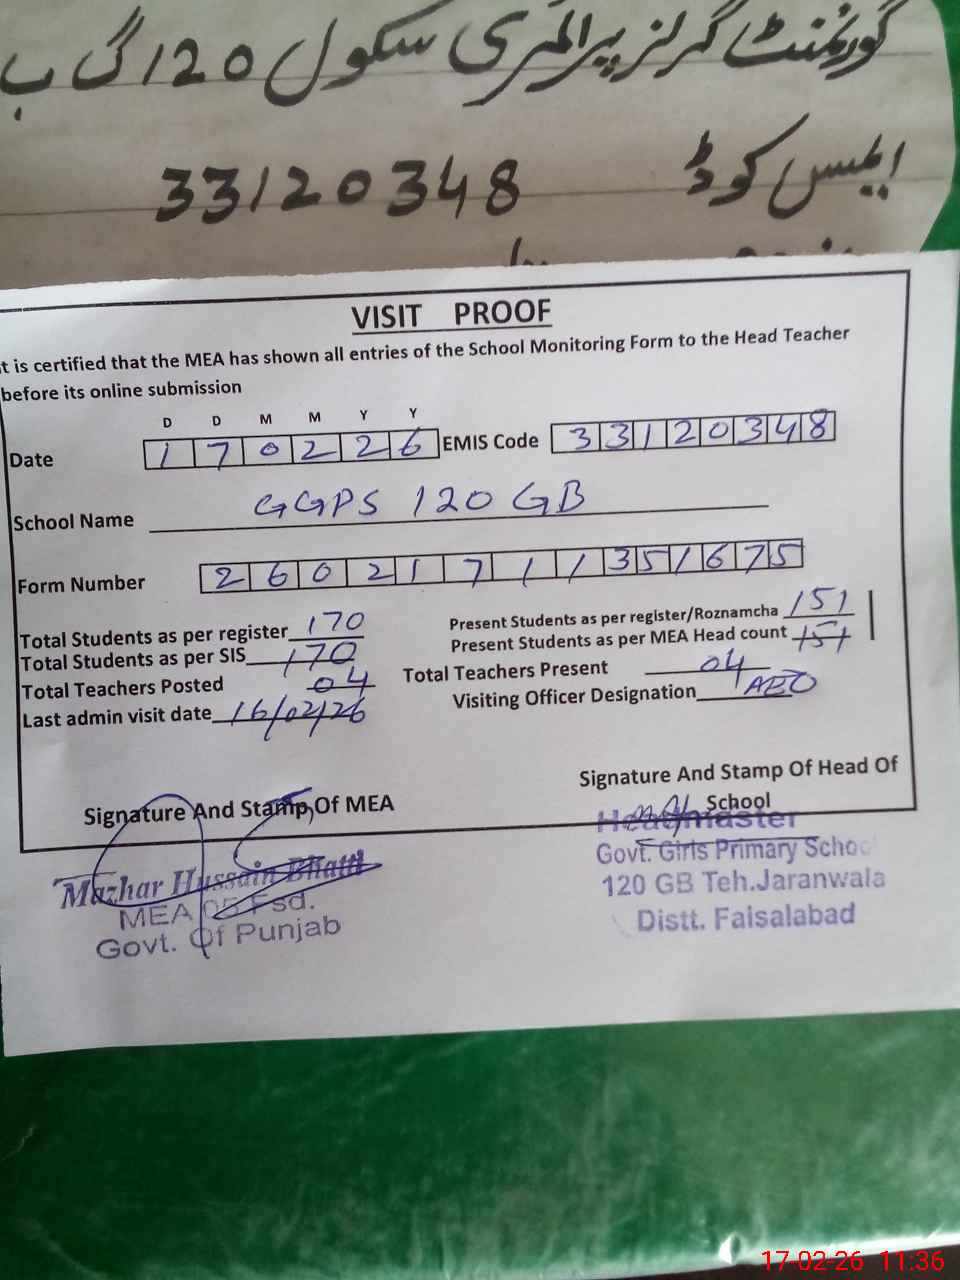 گورنمنٹ گرلز پرائمری سکول 120 گ ب
ایمس کوڈ 33120348
VISIT PROOF
t is certified that the MEA has shown all entries of the School Monitoring Form to the Head Teacher
before its online submission
D D M M Y Y
Date 170226 EMIS Code 33120348
School Name GGPS 120 GB
Form Number 26021711351675
Total Students as per register 170 Present Students as per register/Roznamcha 151
Total Students as per SIS 170 Present Students as per MEA Head count 151
Total Teachers Posted 04 Total Teachers Present 04
Last admin visit date 16/02/26 Visiting Officer Designation AEO
Signature And Stamp Of MEA Signature And Stamp Of Head Of
School
Mazhar Hussain Bhatti
MEA 05 Fsd.
Govt. Of Punjab
Headmaster
Govt. Girls Primary School
120 GB Teh.Jaranwala
Distt. Faisalabad
17-02-26 11:36